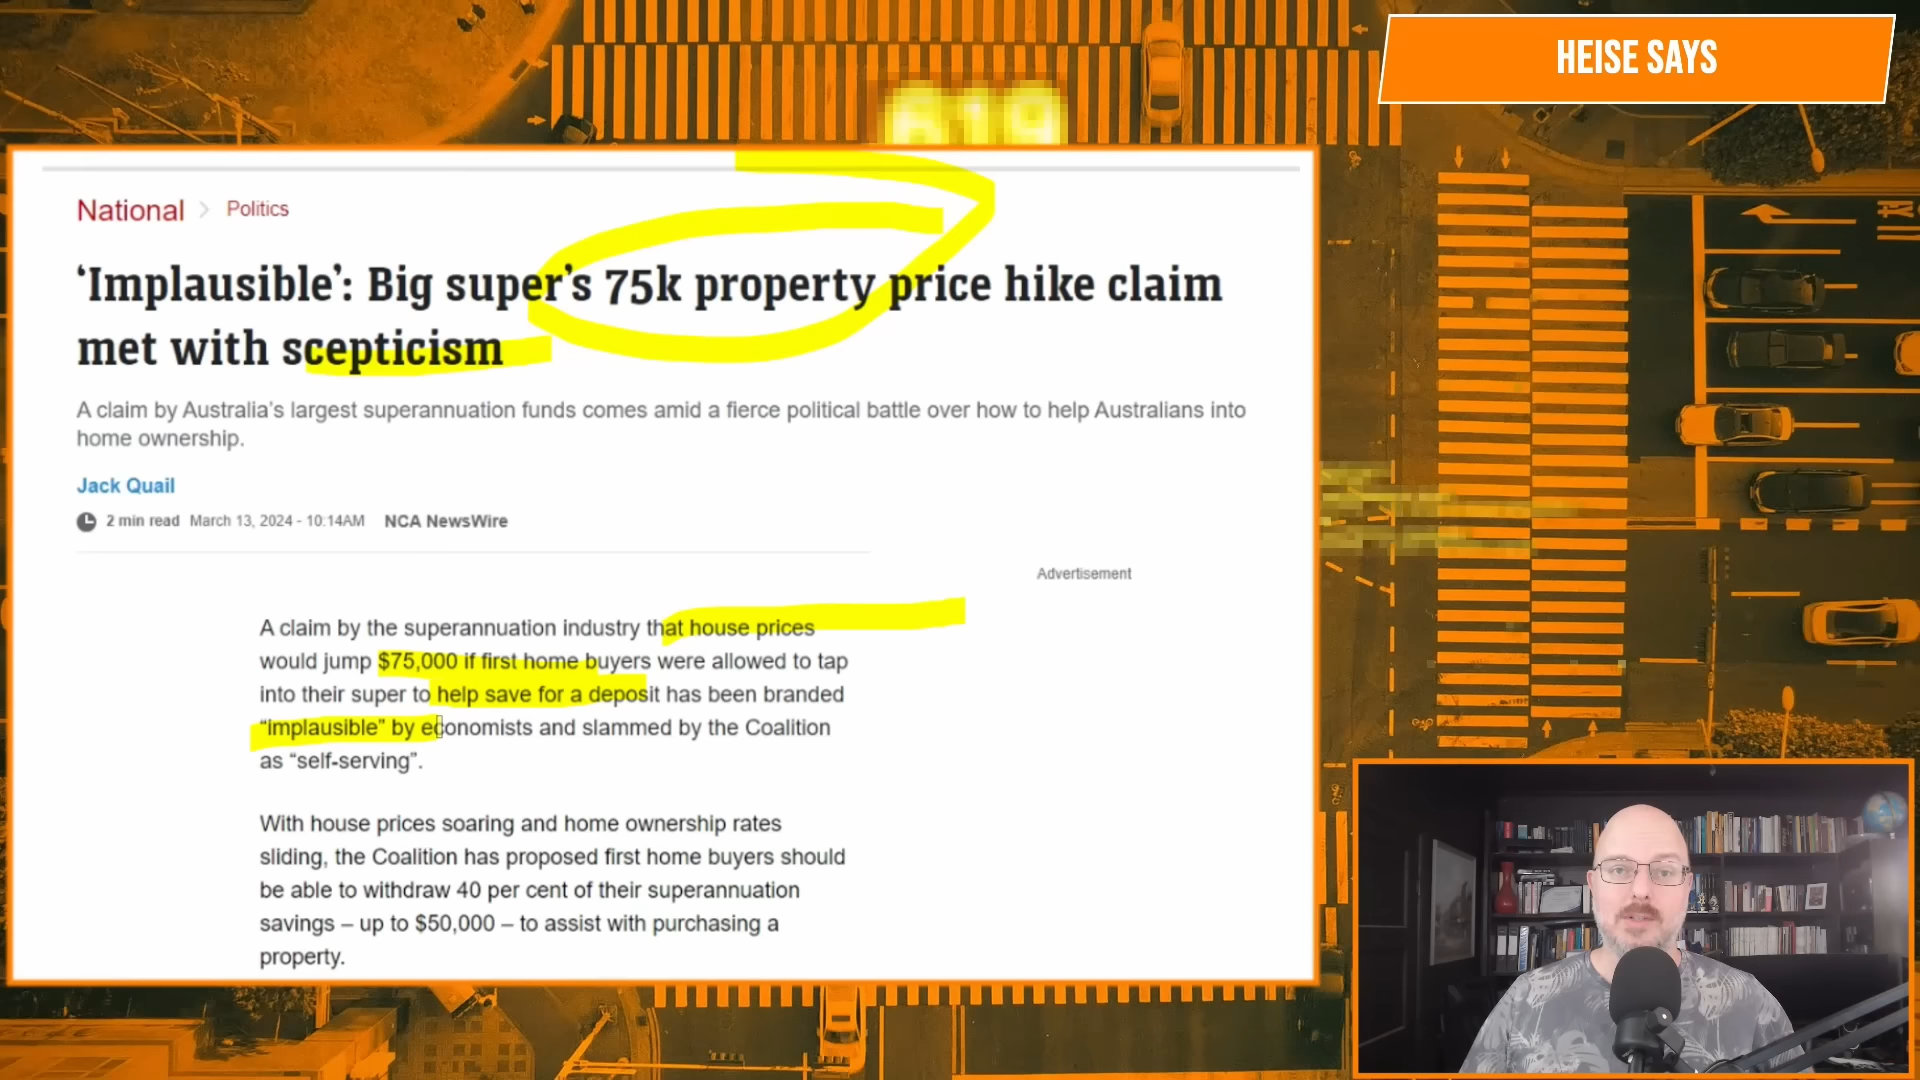 HEISE SAYS
619
National > Politics
‘Implausible’: Big super’s 75k property price hike claim
met with scepticism
A claim by Australia’s largest superannuation funds comes amid a fierce political battle over how to help Australians into
home ownership.
Jack Quail
2 min read March 13, 2024 - 10:14AM NCA NewsWire
Advertisement
A claim by the superannuation industry that house prices
would jump $75,000 if first home buyers were allowed to tap
into their super to help save for a deposit has been branded
“implausible” by economists and slammed by the Coalition
as “self-serving”.
With house prices soaring and home ownership rates
sliding, the Coalition has proposed first home buyers should
be able to withdraw 40 per cent of their superannuation
savings – up to $50,000 – to assist with purchasing a
property.